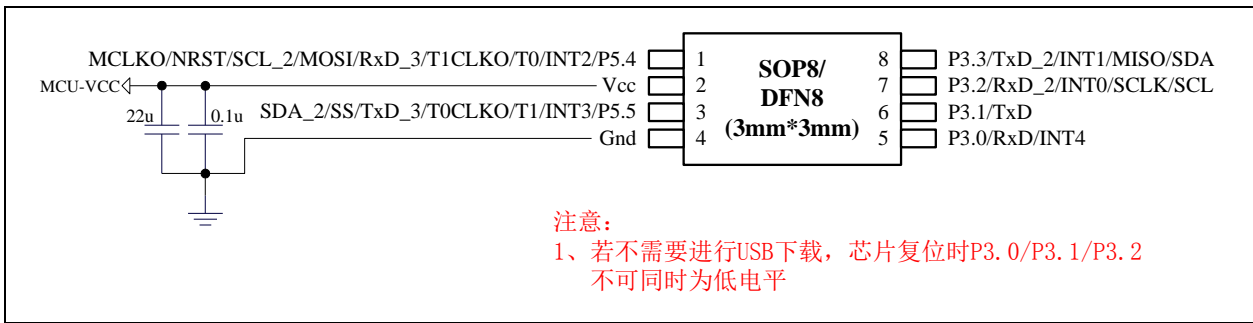 MCLKO/NRST/SCL_2/MOSI/RxD_3/T1CLKO/T0/INT2/P5.4 1 8 P3.3/TxD_2/INT1/MISO/SDA
MCU-VCC Vcc 2 SOP8/ 7 P3.2/RxD_2/INT0/SCLK/SCL
22u 0.1u SDA_2/SS/TxD_3/T0CLKO/T1/INT3/P5.5 3 DFN8 6 P3.1/TxD
Gnd 4 (3mm*3mm) 5 P3.0/RxD/INT4
注意:
1、若不需要进行USB下载，芯片复位时P3.0/P3.1/P3.2
不可同时为低电平